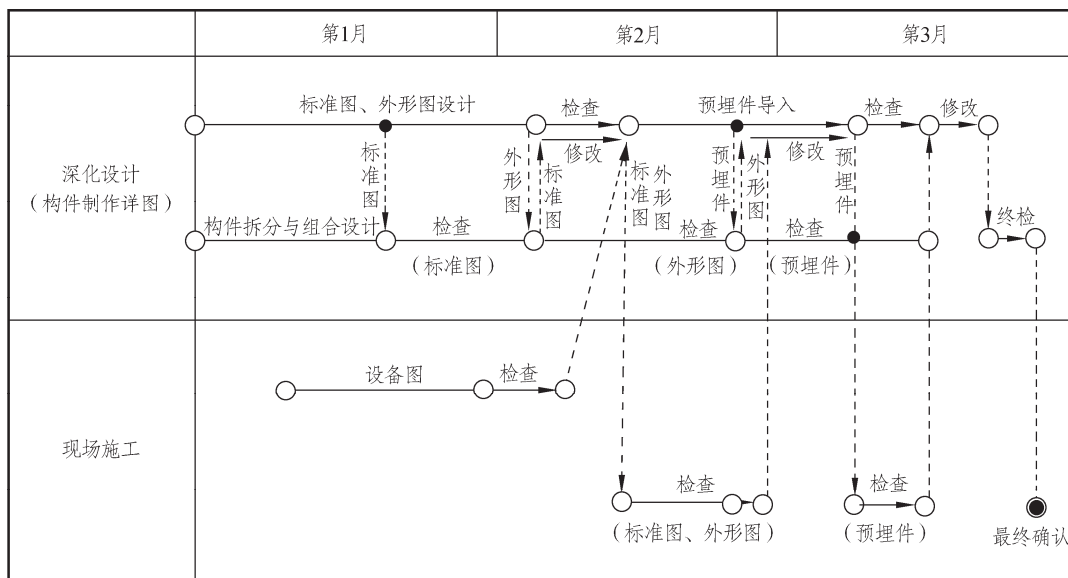 第1月
第2月
第3月
深化设计
(构件制作详图)
标准图、外形图设计
检查
预埋件导入
检查
修改
标准图
外形图
修改
标准图
标准图
外形图
预埋件
外形图
修改
预埋件
构件拆分与组合设计
检查
(标准图)
检查
(外形图)
检查
(预埋件)
终检
现场施工
设备图
检查
检查
(标准图、外形图)
检查
(预埋件)
最终确认